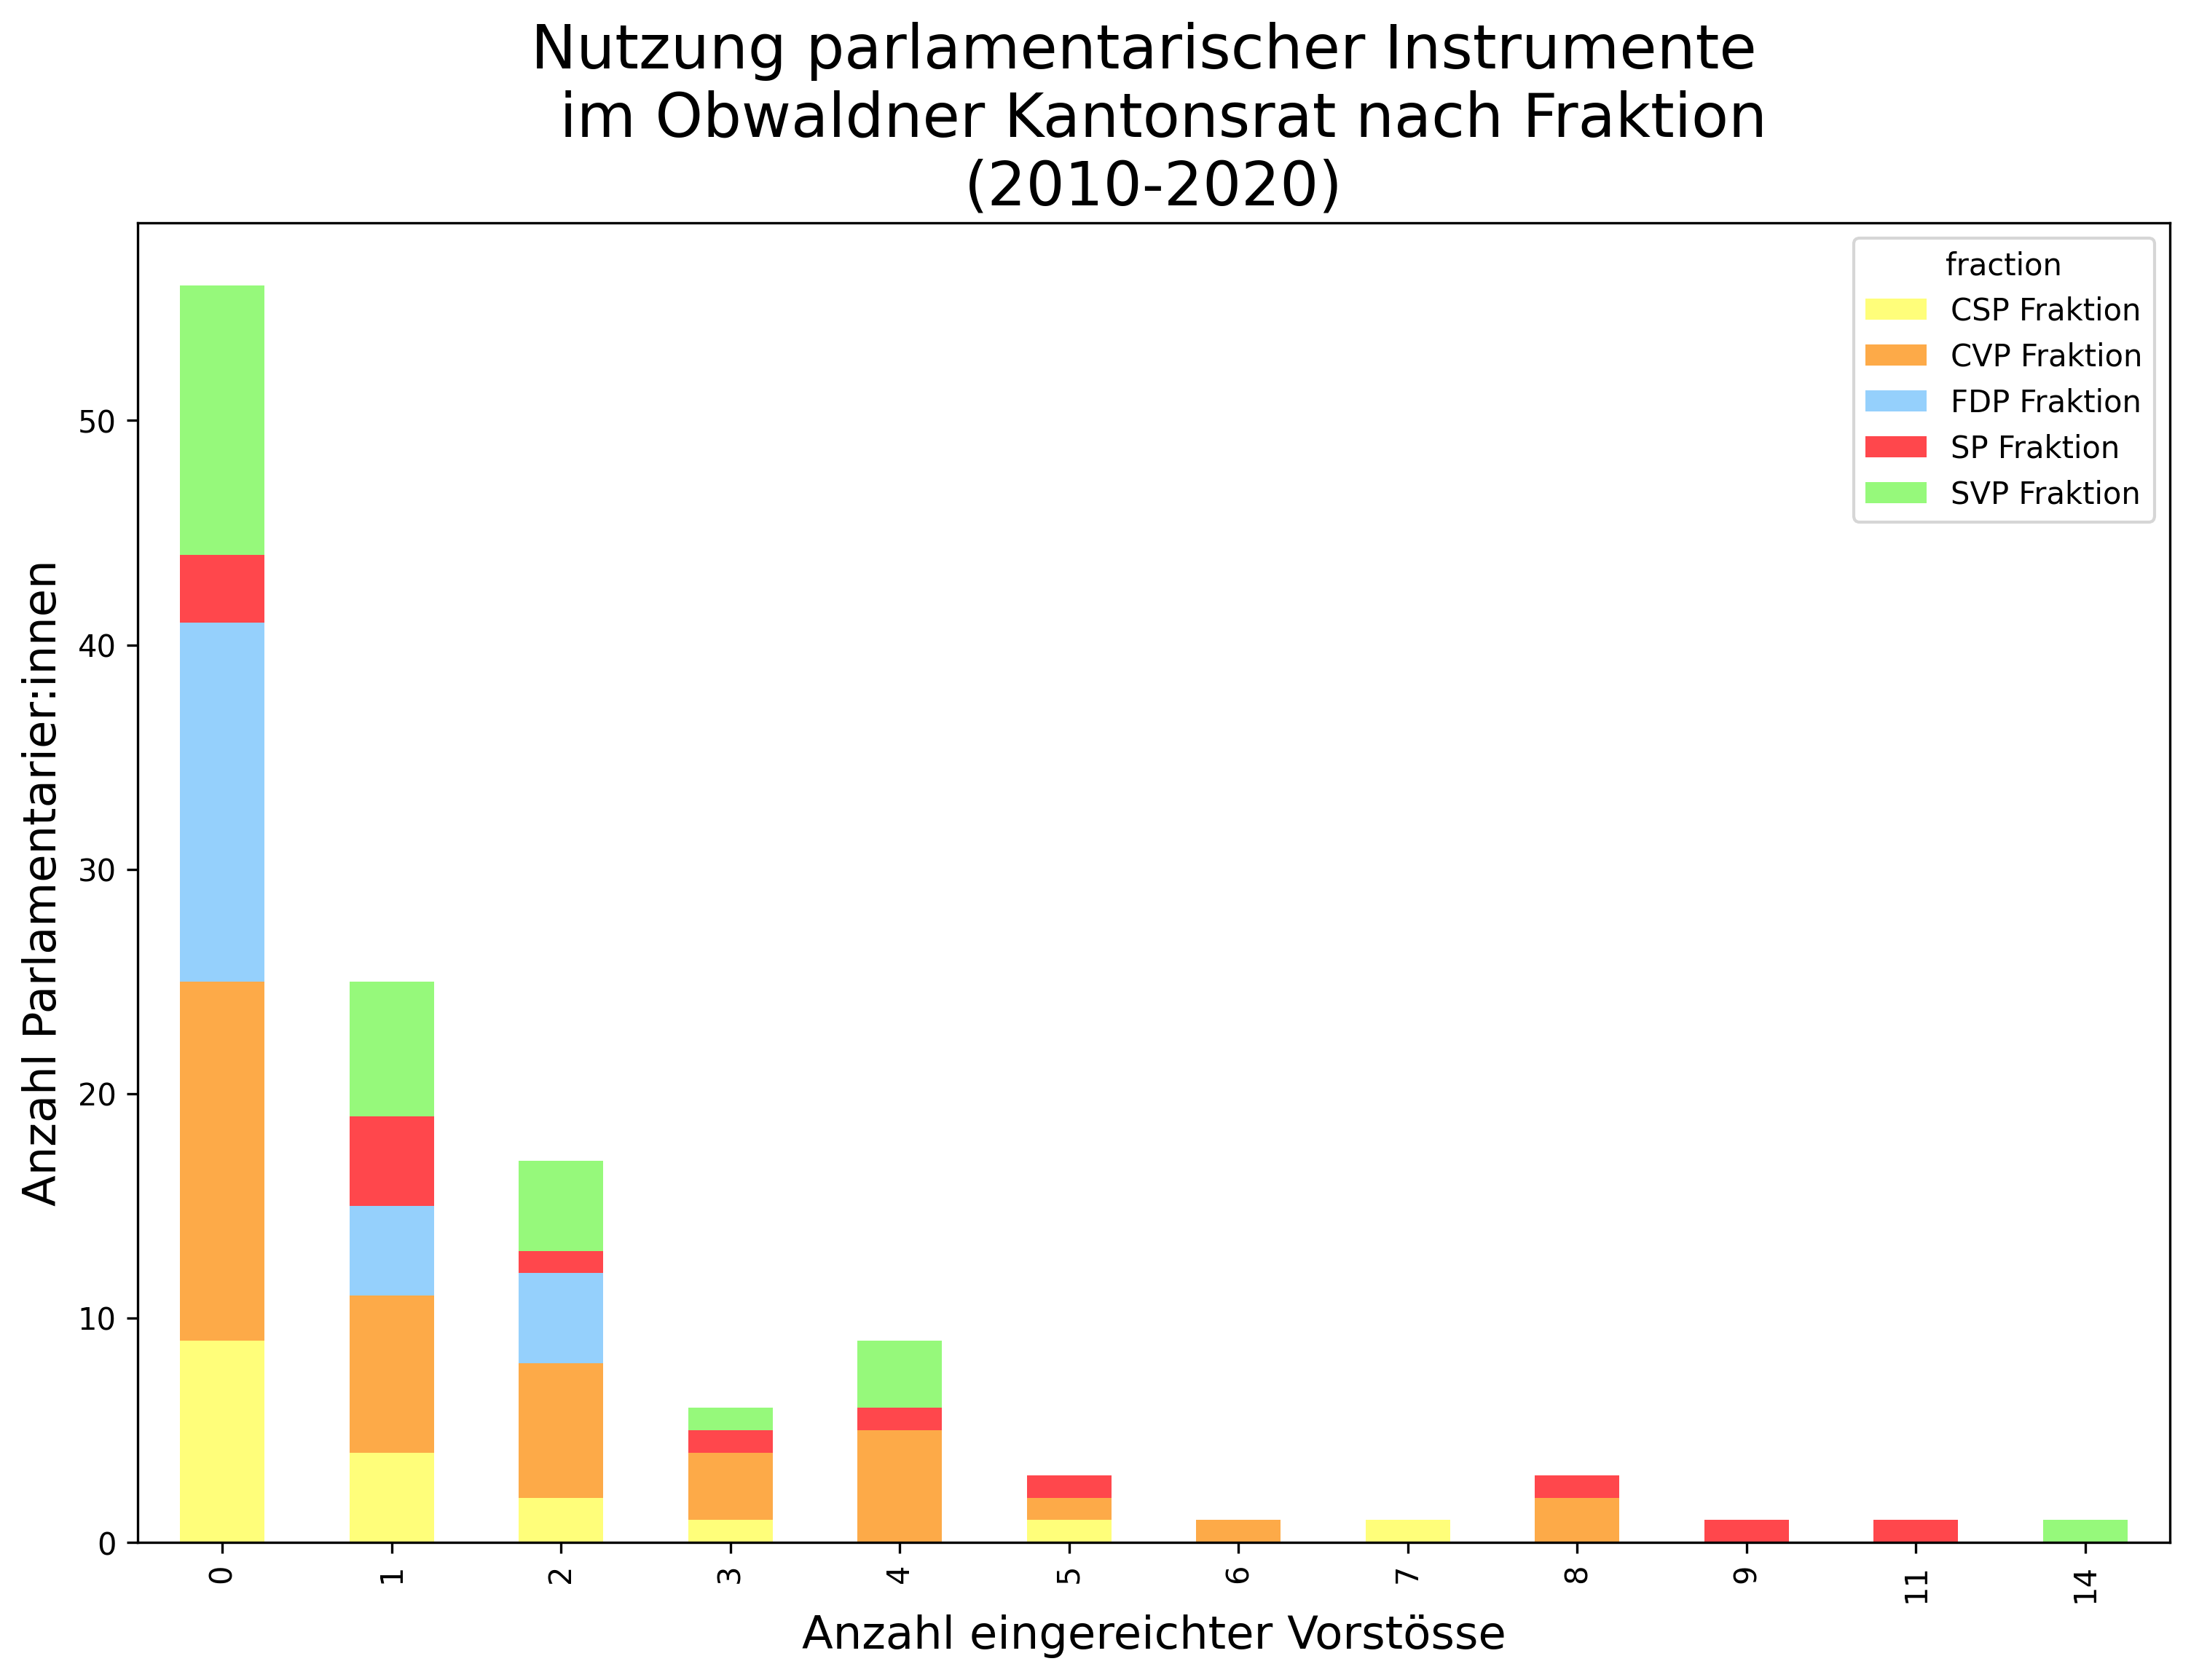 Nutzung parlamentarischer Instrumente
im Obwaldner Kantonsrat nach Fraktion
(2010-2020)
fraction
CSP Fraktion
CVP Fraktion
FDP Fraktion
SP Fraktion
SVP Fraktion
Anzahl Parlamentarier:innen
50
40
30
20
10
0
0 1 2 3 4 5 6 7 8 9 11 14
Anzahl eingereichter Vorstösse